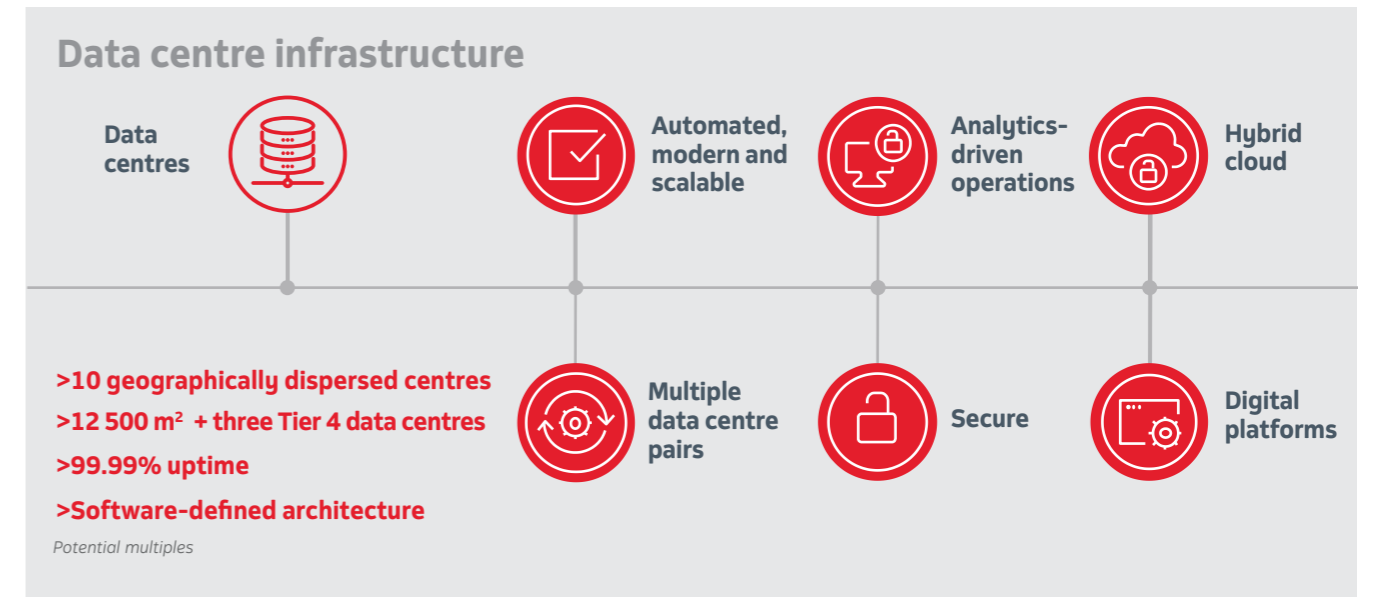 Data centre infrastructure
Data
centres
Automated,
modern and
scalable
Analytics-
driven
operations
Hybrid
cloud
>10 geographically dispersed centres
>12 500 m² + three Tier 4 data centres
>99.99% uptime
>Software-defined architecture
Potential multiples
Multiple
data centre
pairs
Secure
Digital
platforms